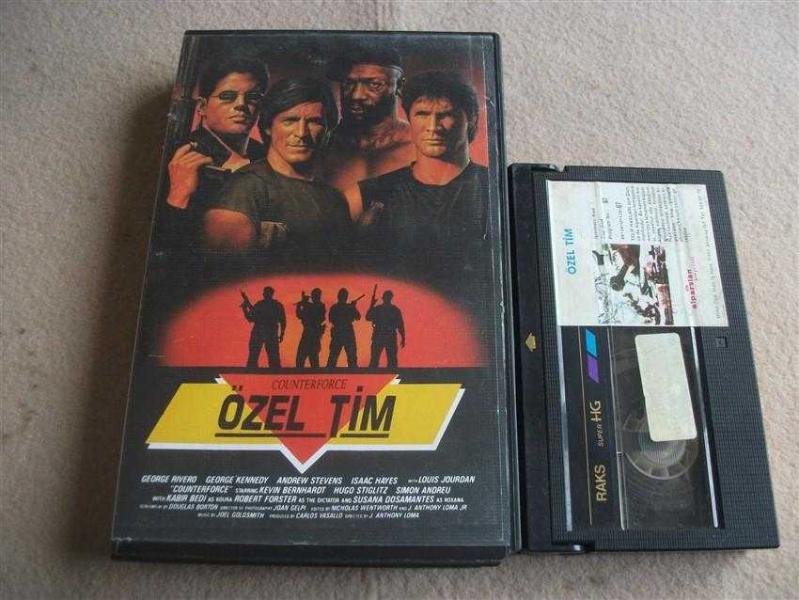 COUNTERFORCE
ÖZEL TİM
GEORGE RIVERO GEORGE KENNEDY ANDREW STEVENS ISAAC HAYES WITH LOUIS JOURDAN
"COUNTERFORCE" STARRING KEVIN BERNHARDT HUGO STIGLITZ SIMON ANDREU
WITH KABIR BEDI AS KOURA ROBERT FORSTER AS THE DICTATOR AND SUSANA DOSAMANTES AS ROXANA
SCREENPLAY BY DOUGLAS BORTON DIRECTOR OF PHOTOGRAPHY JOAN GELPI EDITED BY NICHOLAS WENTWORTH AND J. ANTHONY LOMA JR
MUSIC BY JOEL GOLDSMITH PRODUCED BY CARLOS VASALLO DIRECTED BY J. ANTHONY LOMA
ÖZEL TİM
alparslan
RAKS SUPER HG